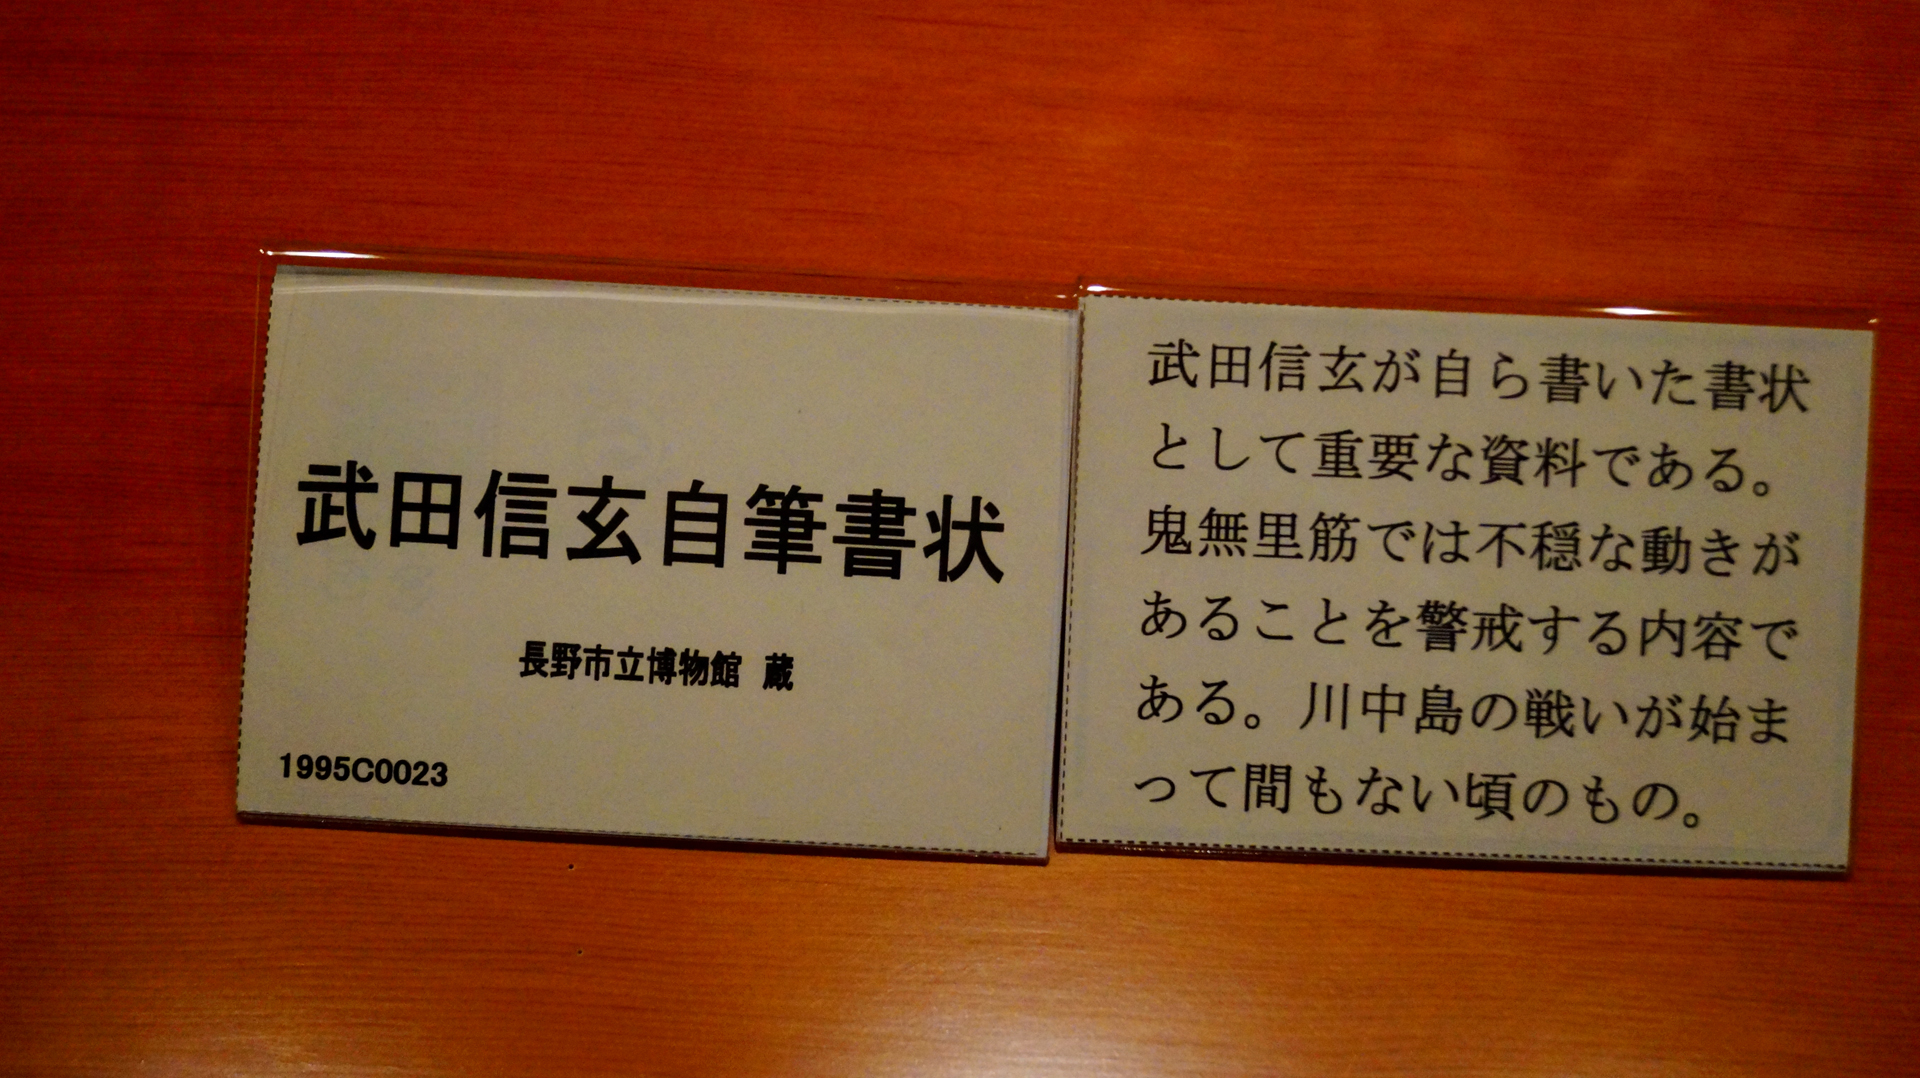 武田信玄自筆書状
長野市立博物館 蔵
1995C0023
武田信玄が自ら書いた書状
として重要な資料である。
鬼無里筋では不穏な動きが
あることを警戒する内容で
ある。川中島の戦いが始ま
って間もない頃のもの。